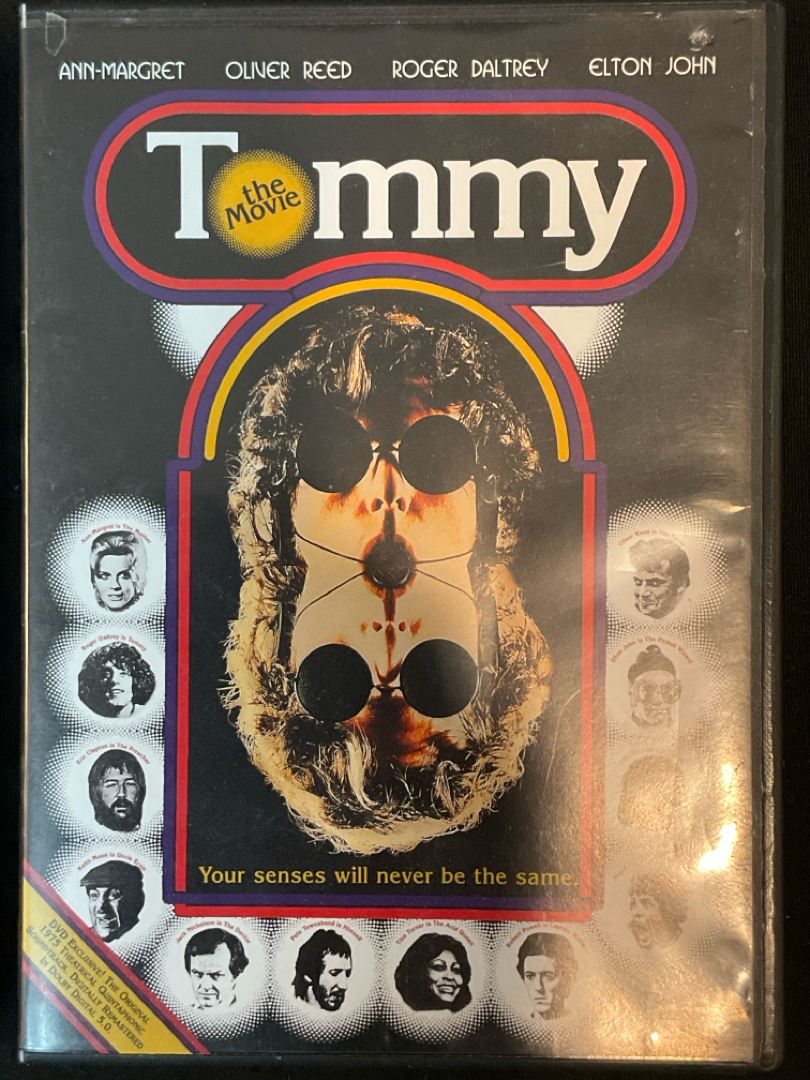 ANN-MARGRET OLIVER REED ROGER DALTREY ELTON JOHN
Tommy
the
Movie
Ann-Margret is The Mother
Oliver Reed is The
Roger Daltrey is Tommy
Elton John is The Pinball Wizard
Eric Clapton is The Preacher
Keith Moon is Uncle Ernie
Your senses will never be the same.
Jack Nicholson is The Doctor
Pete Townshend is Himself
Tina Turner is The Acid Queen
Robert Powell is Captain
DVD EXCLUSIVE! THE ORIGINAL
1975 THEATRICAL QUINTAPHONIC
SOUNDTRACK, DIGITALLY REMASTERED
IN DOLBY DIGITAL 5.0.